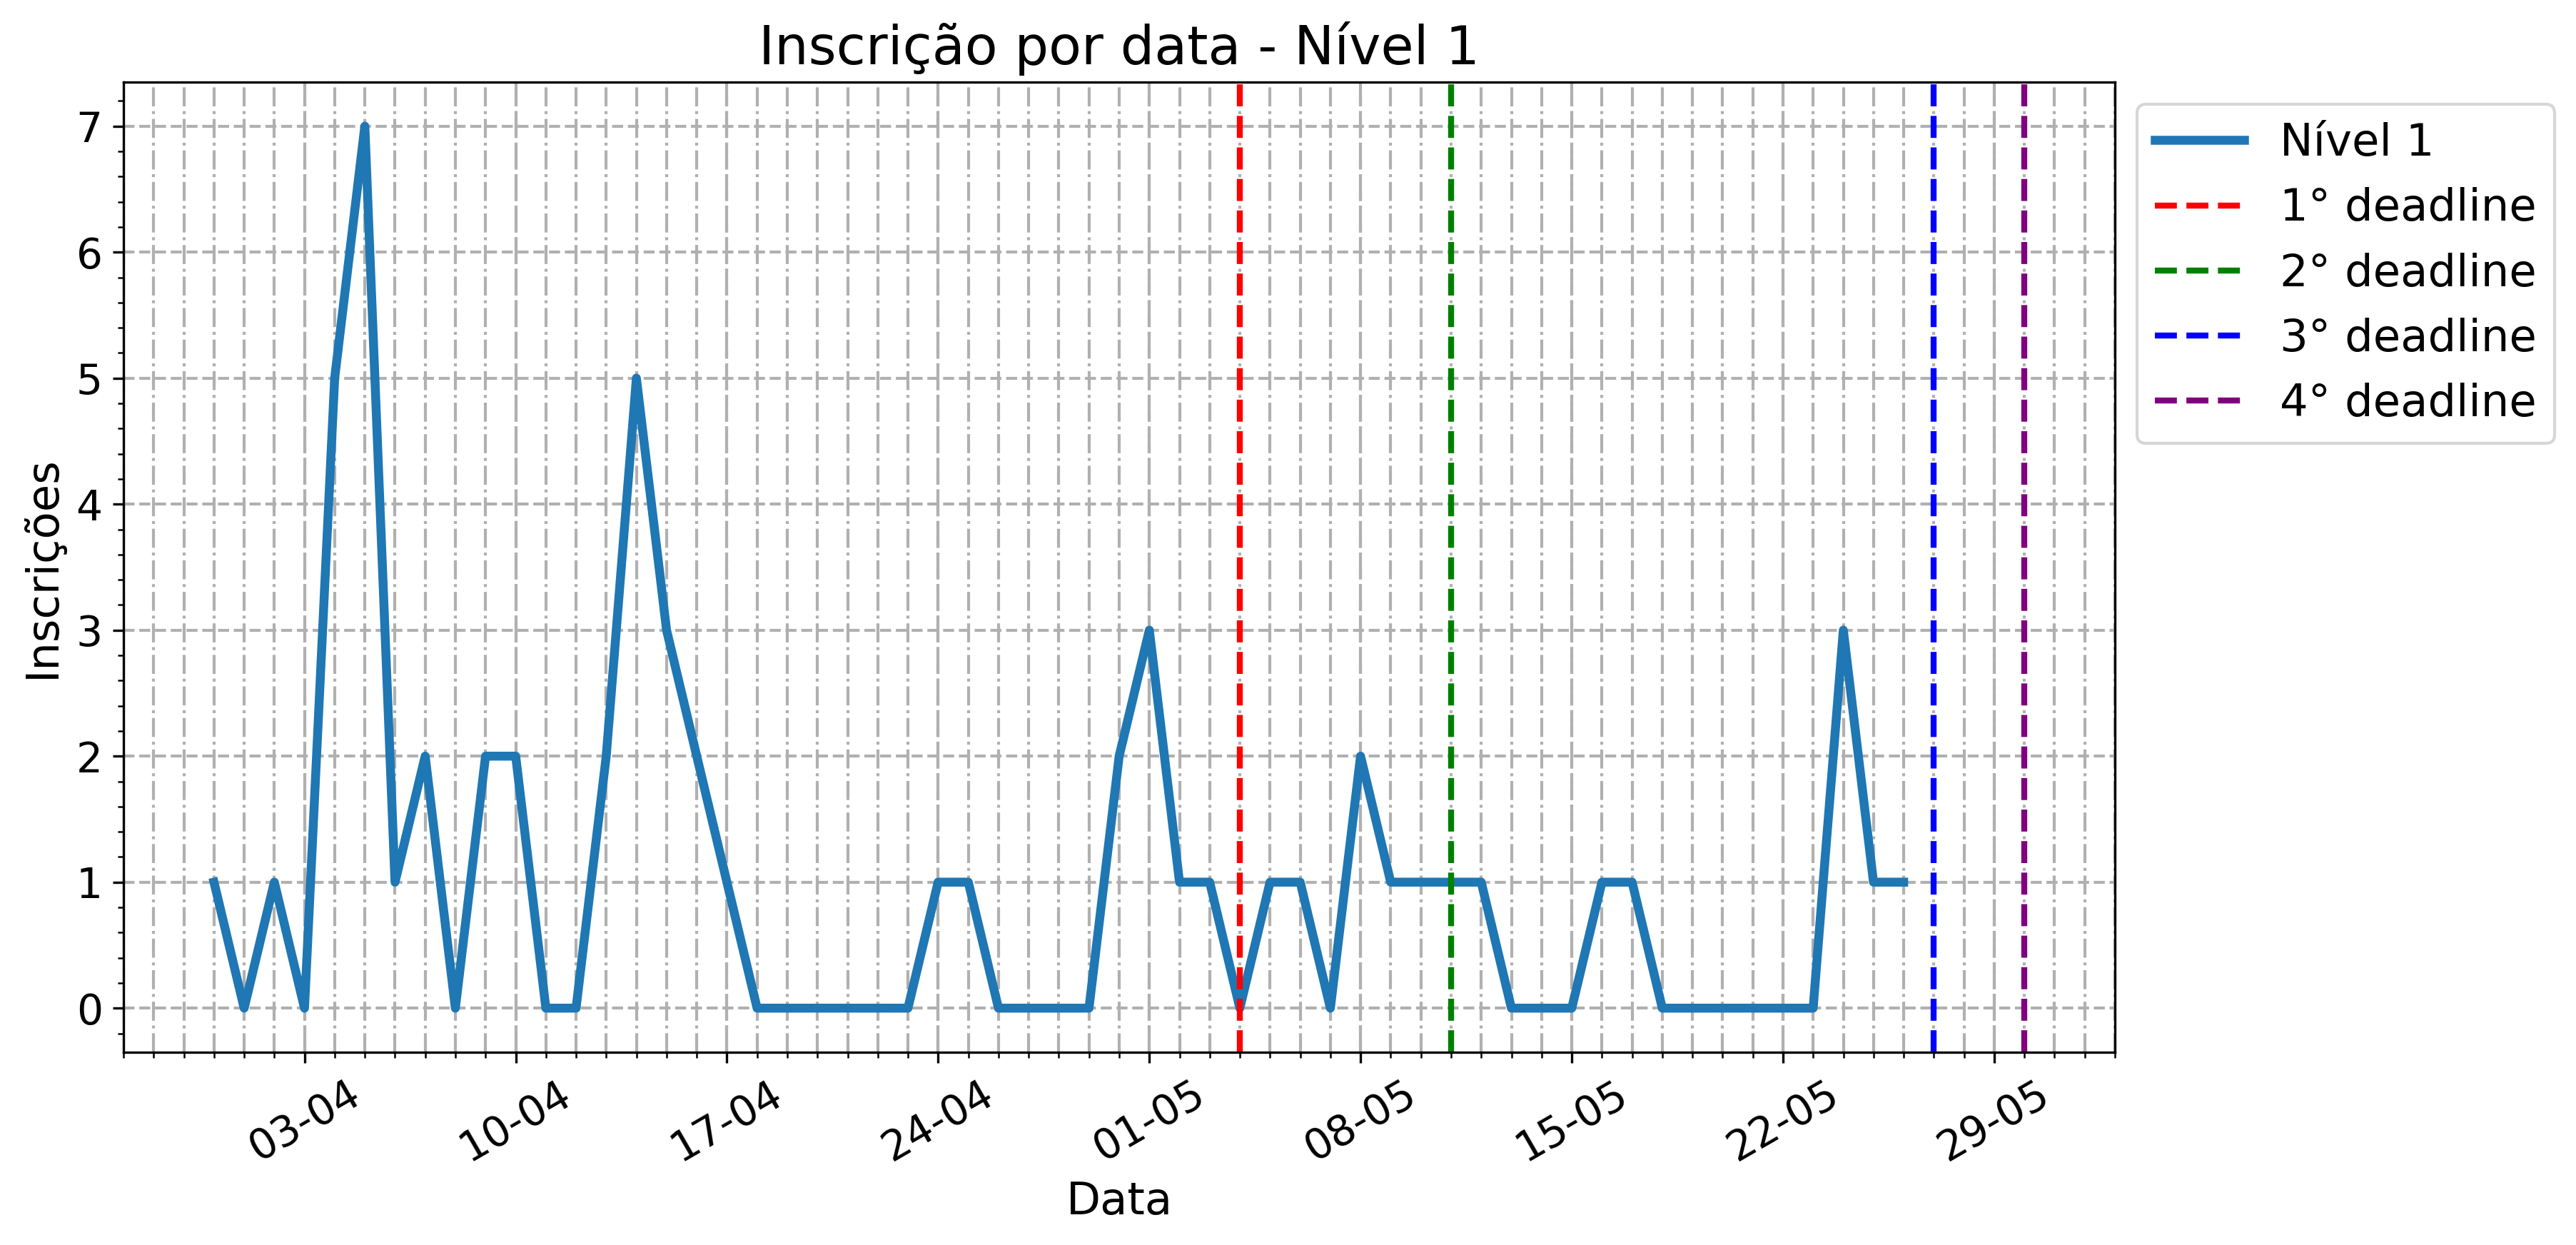 Inscrição por data - Nível 1
Inscrições
7
6
5
4
3
2
1
0
03-04
10-04
17-04
24-04
01-05
08-05
15-05
22-05
29-05
Data
Nível 1
1° deadline
2° deadline
3° deadline
4° deadline